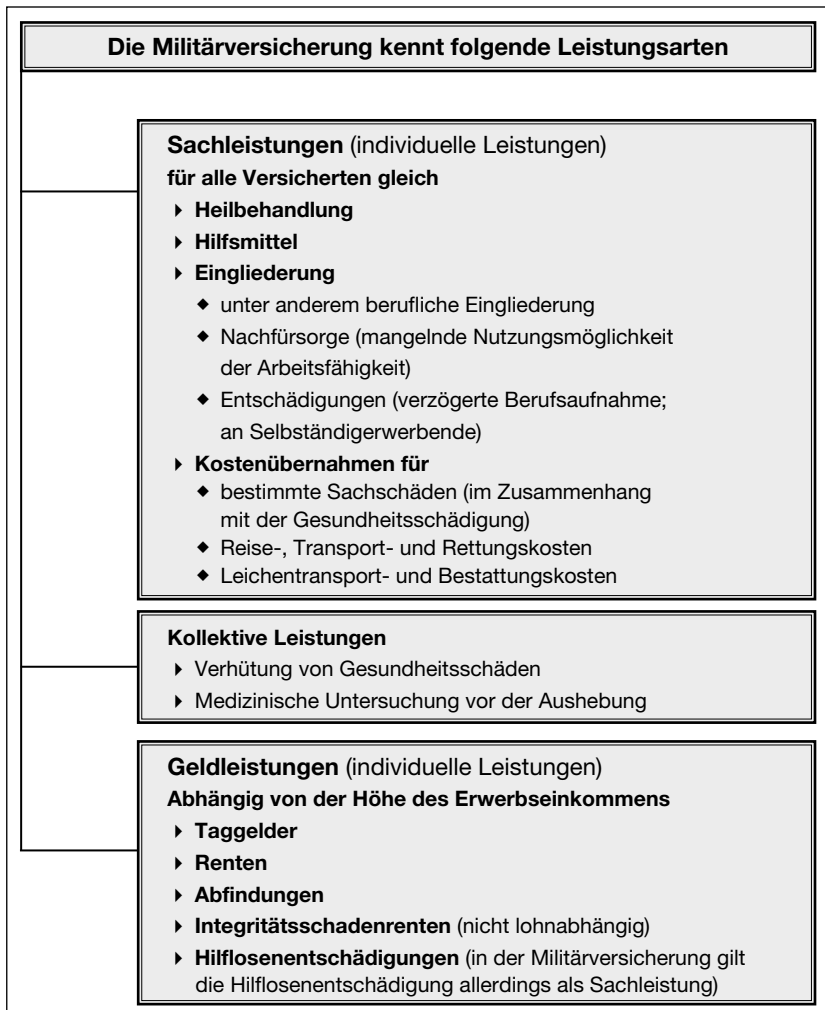 Die Militärversicherung kennt folgende Leistungsarten
Sachleistungen (individuelle Leistungen)
für alle Versicherten gleich
Heilbehandlung
Hilfsmittel
Eingliederung
unter anderem berufliche Eingliederung
Nachfürsorge (mangelnde Nutzungsmöglichkeit
der Arbeitsfähigkeit)
Entschädigungen (verzögerte Berufsaufnahme;
an Selbständigerwerbende)
Kostenübernahmen für
bestimmte Sachschäden (im Zusammenhang
mit der Gesundheitsschädigung)
Reise-, Transport- und Rettungskosten
Leichentransport- und Bestattungskosten
Kollektive Leistungen
Verhütung von Gesundheitsschäden
Medizinische Untersuchung vor der Aushebung
Geldleistungen (individuelle Leistungen)
Abhängig von der Höhe des Erwerbseinkommens
Taggelder
Renten
Abfindungen
Integritätsschadenrenten (nicht lohnabhängig)
Hilflosenentschädigungen (in der Militärversicherung gilt
die Hilflosenentschädigung allerdings als Sachleistung)